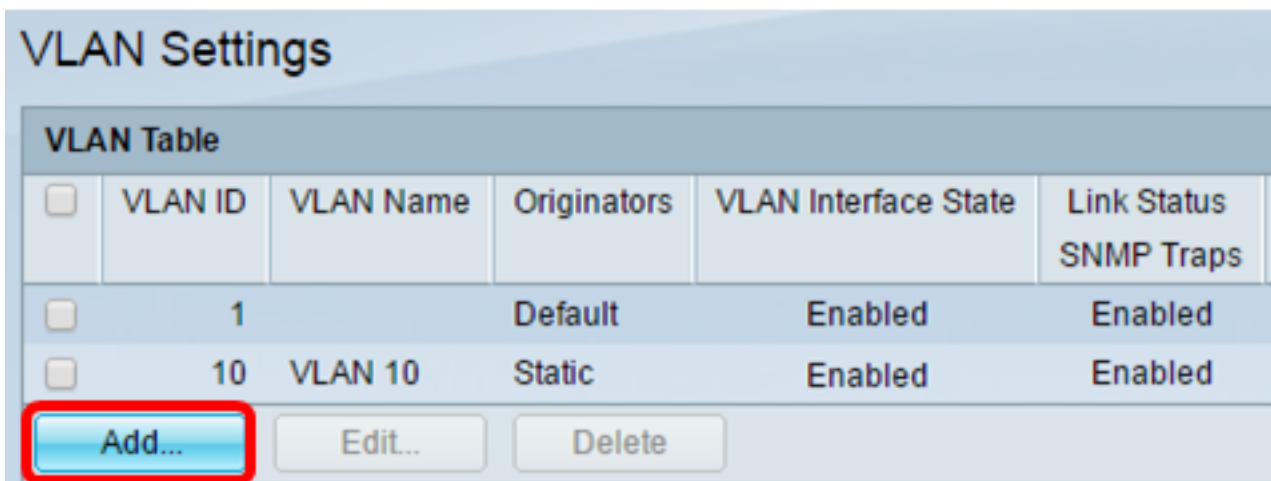 VLAN Settings
VLAN Table
VLAN ID VLAN Name Originators VLAN Interface State Link Status
SNMP Traps
1 Default Enabled Enabled
10 VLAN 10 Static Enabled Enabled
Add... Edit... Delete